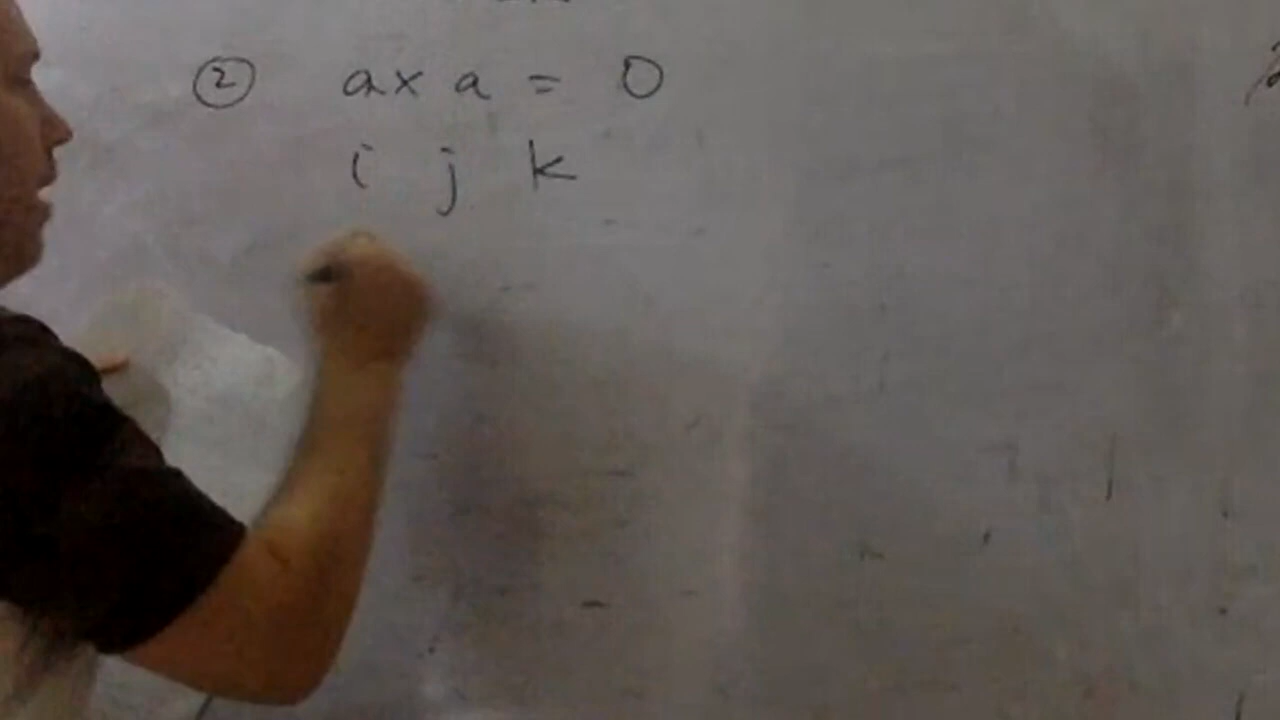 ② a x a = 0
i j k